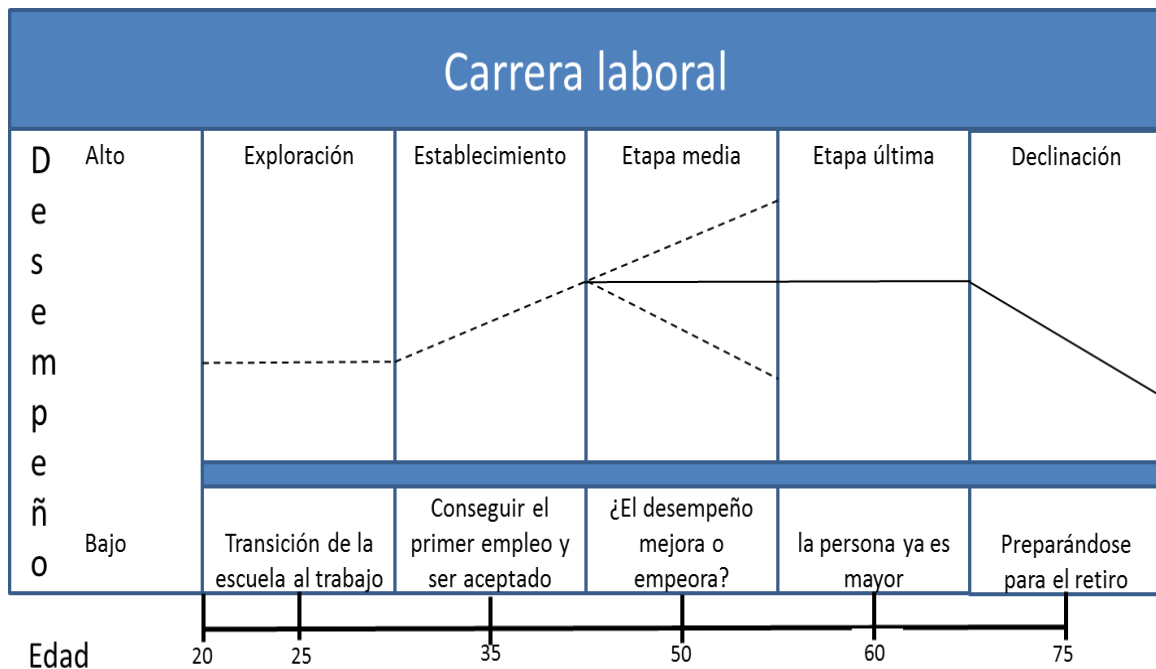 Carrera laboral
Desempeño
Alto
Exploración
Establecimiento
Etapa media
Etapa última
Declinación
Bajo
Transición de la
escuela al trabajo
Conseguir el
primer empleo y
ser aceptado
¿El desempeño
mejora o
empeora?
la persona ya es
mayor
Preparándose
para el retiro
Edad
20
25
35
50
60
75